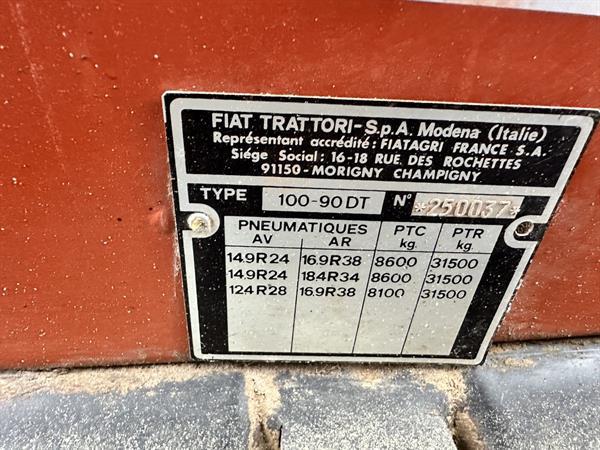 FIAT TRATTORI-S.p.A. Modena (Italie)
Représentant accrédité: FIATAGRI FRANCE S.A.
Siége Social: 16-18 RUE DES ROCHETTES
91150-MORIGNY CHAMPIGNY
TYPE 100-90 DT N° *250037*
PNEUMATIQUES PTC PTR
AV AR kg. kg.
14.9R24 16.9R38 8600 31500
14.9R24 18.4R34 8600 31500
12.4R28 16.9R38 8100 31500